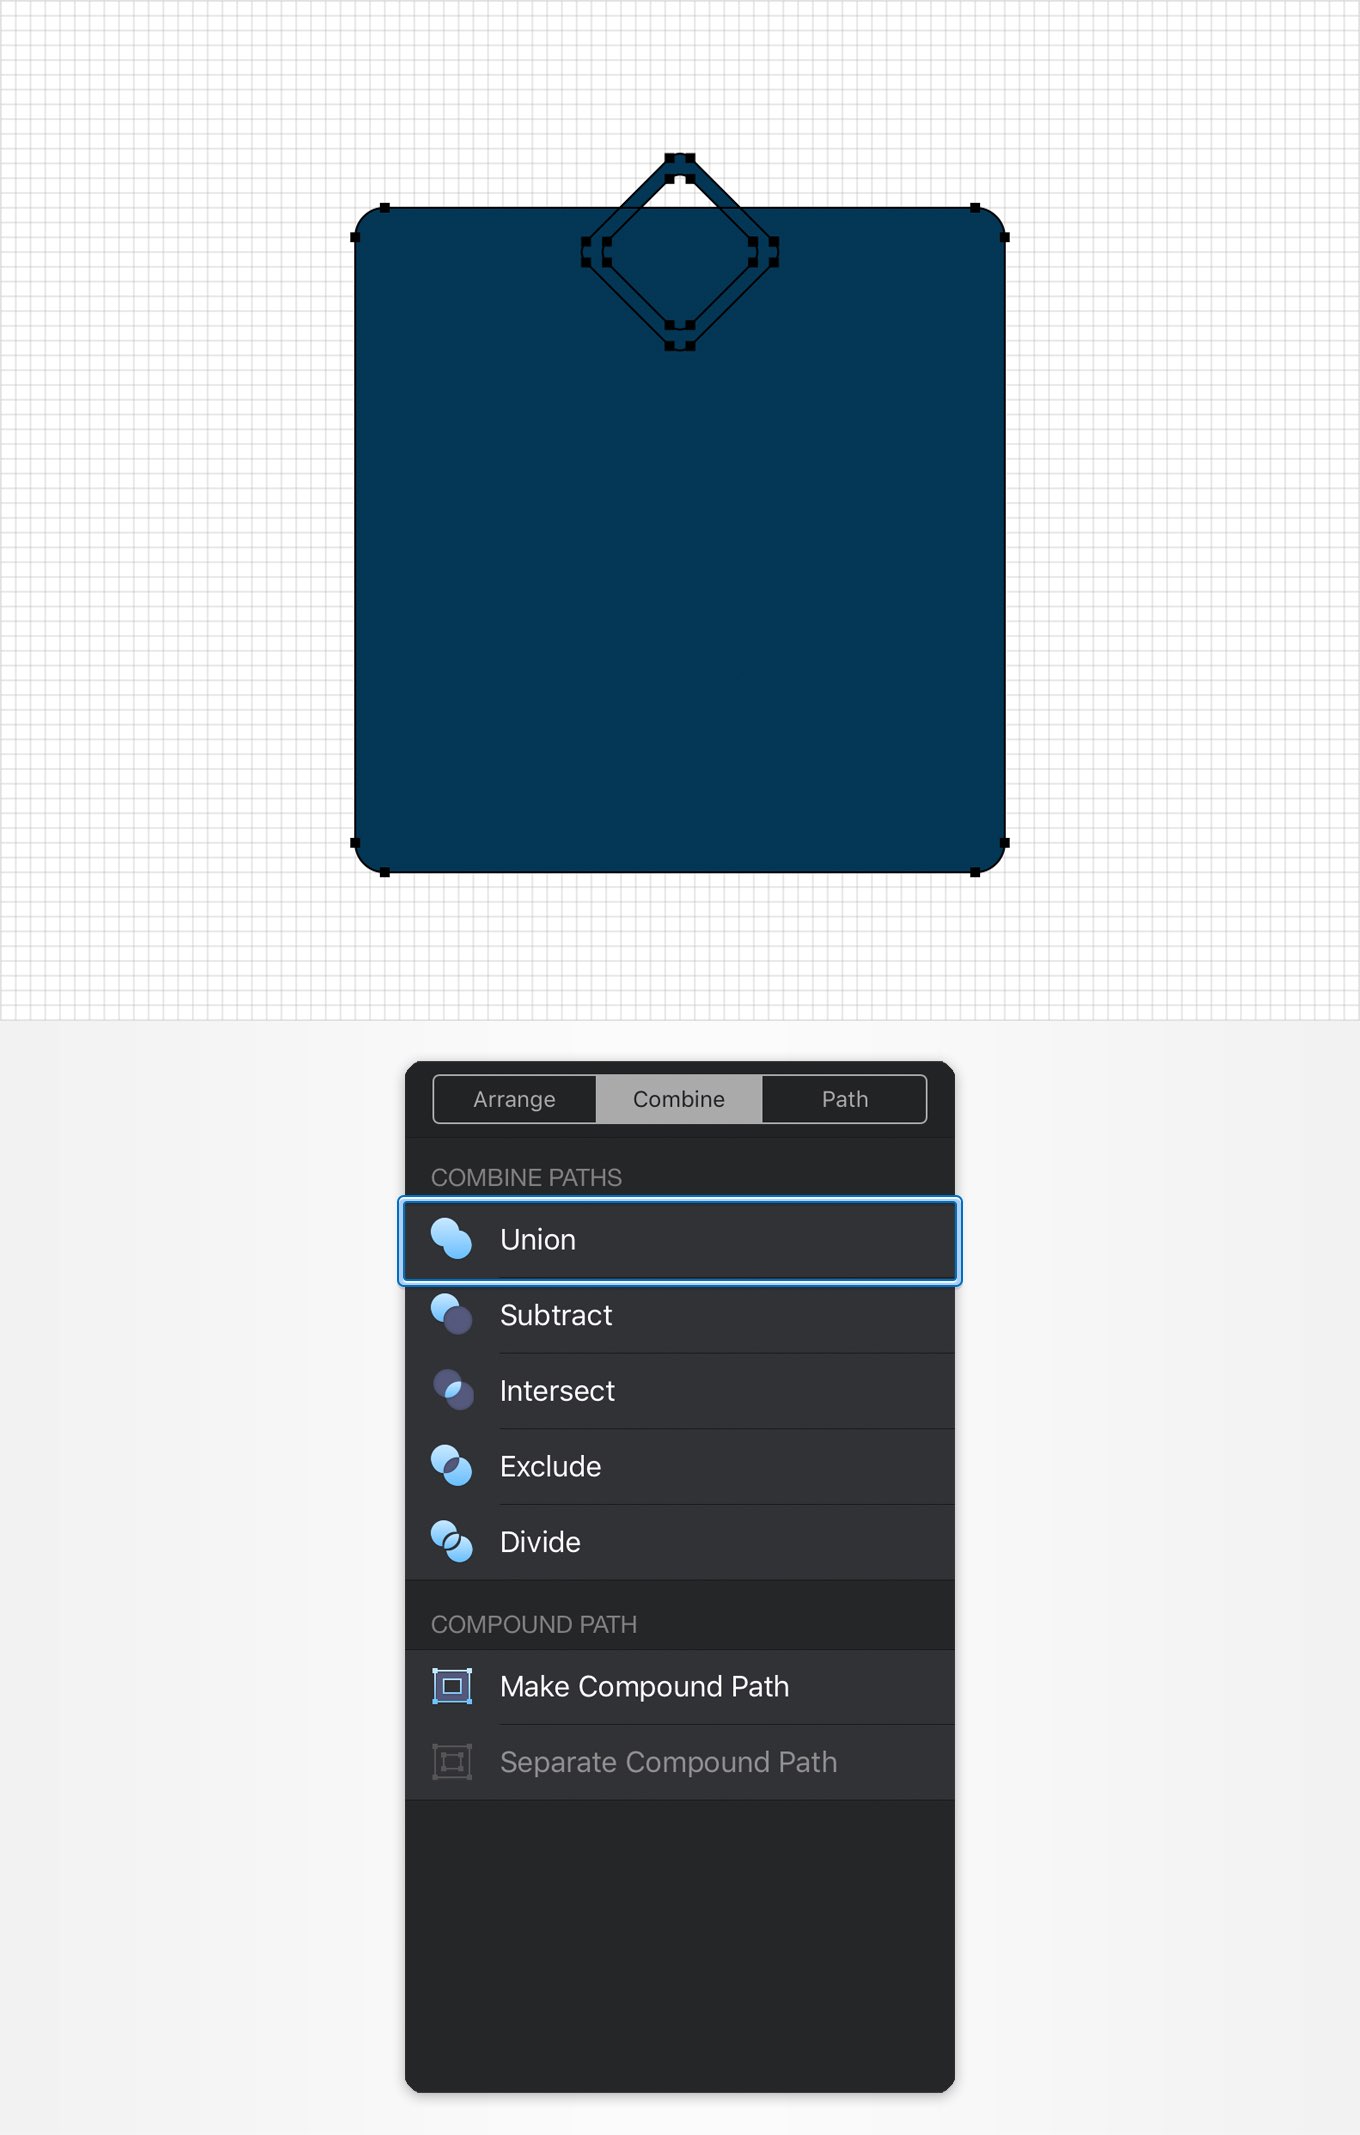 Arrange Combine Path
COMBINE PATHS
Union
Subtract
Intersect
Exclude
Divide
COMPOUND PATH
Make Compound Path
Separate Compound Path